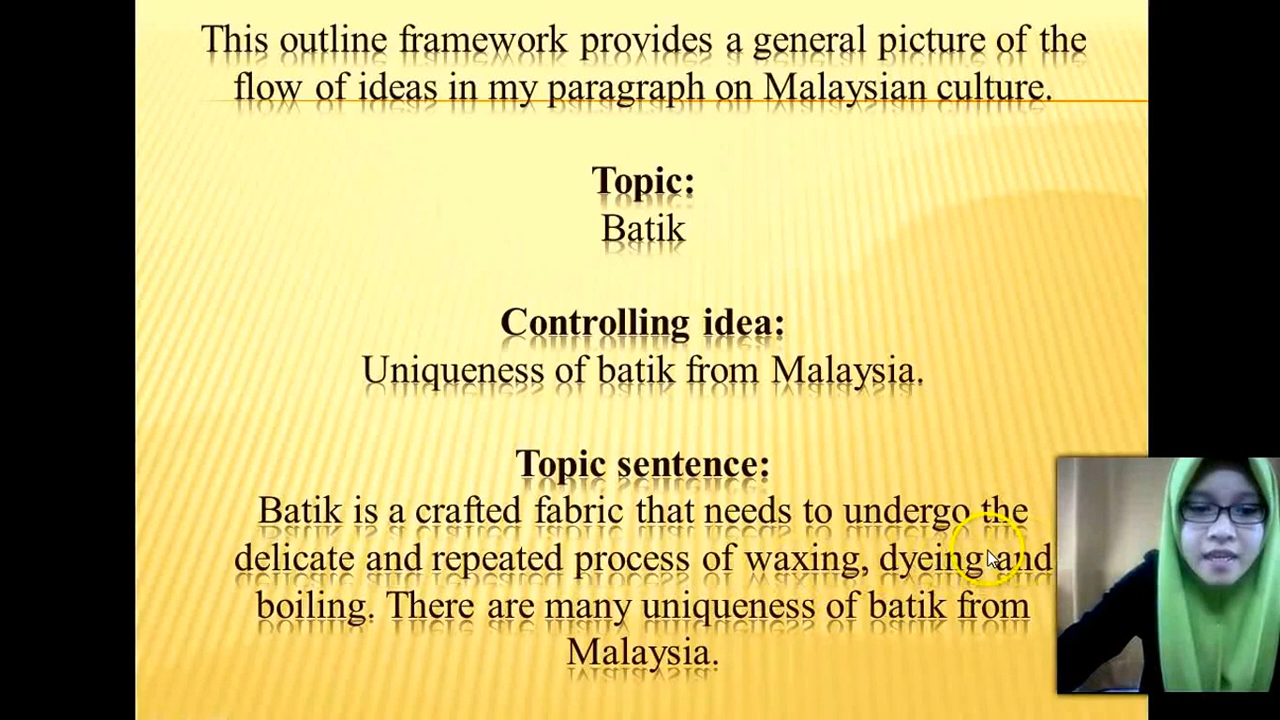 This outline framework provides a general picture of the
flow of ideas in my paragraph on Malaysian culture.
Topic:
Batik
Controlling idea:
Uniqueness of batik from Malaysia.
Topic sentence:
Batik is a crafted fabric that needs to undergo the
delicate and repeated process of waxing, dyeing and
boiling. There are many uniqueness of batik from
Malaysia.